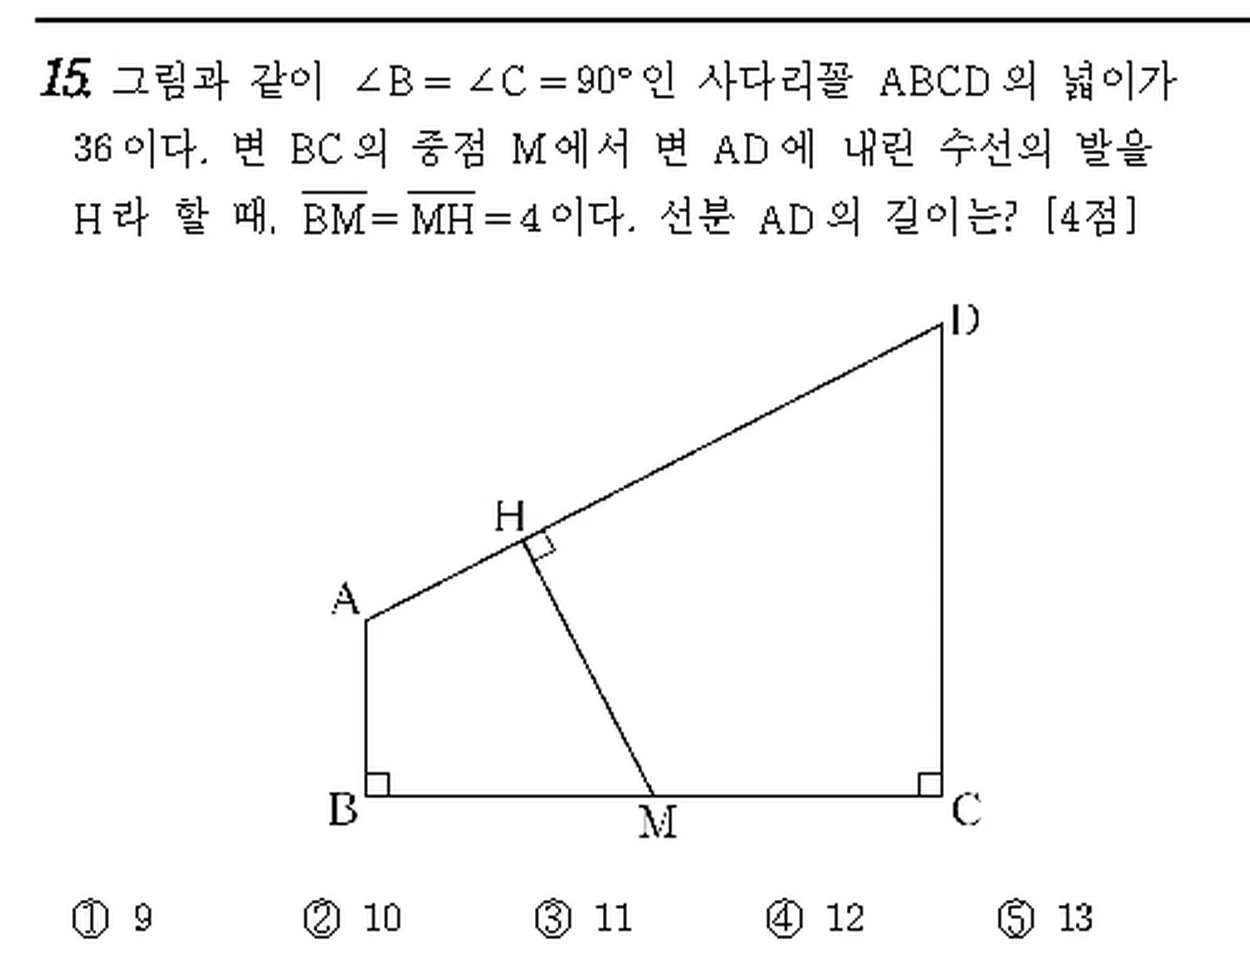 15. 그림과 같이 ∠B = ∠C = 90°인 사다리꼴 ABCD의 넓이가
36이다. 변 BC의 중점 M에서 변 AD에 내린 수선의 발을
H라 할 때, \overline{BM} = \overline{MH} = 4이다. 선분 AD의 길이는? [4점]
D
H
A
B
M
C
① 9 ② 10 ③ 11 ④ 12 ⑤ 13